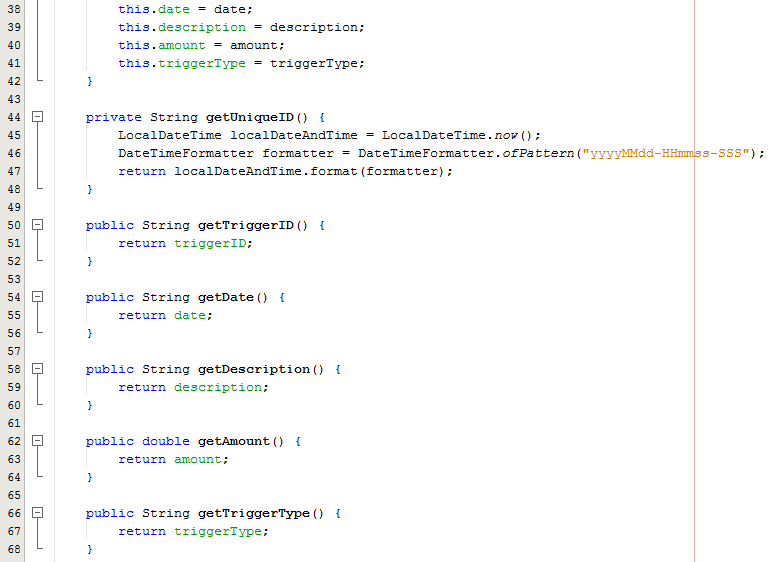 38 this.date = date;
39 this.description = description;
40 this.amount = amount;
41 this.triggerType = triggerType;
42 }
43
44 private String getUniqueID() {
45 LocalDateTime localDateAndTime = LocalDateTime.now();
46 DateTimeFormatter formatter = DateTimeFormatter.ofPattern("yyyyMMdd-HHmmss-SSS");
47 return localDateAndTime.format(formatter);
48 }
49
50 public String getTriggerID() {
51 return triggerID;
52 }
53
54 public String getDate() {
55 return date;
56 }
57
58 public String getDescription() {
59 return description;
60 }
61
62 public double getAmount() {
63 return amount;
64 }
65
66 public String getTriggerType() {
67 return triggerType;
68 }